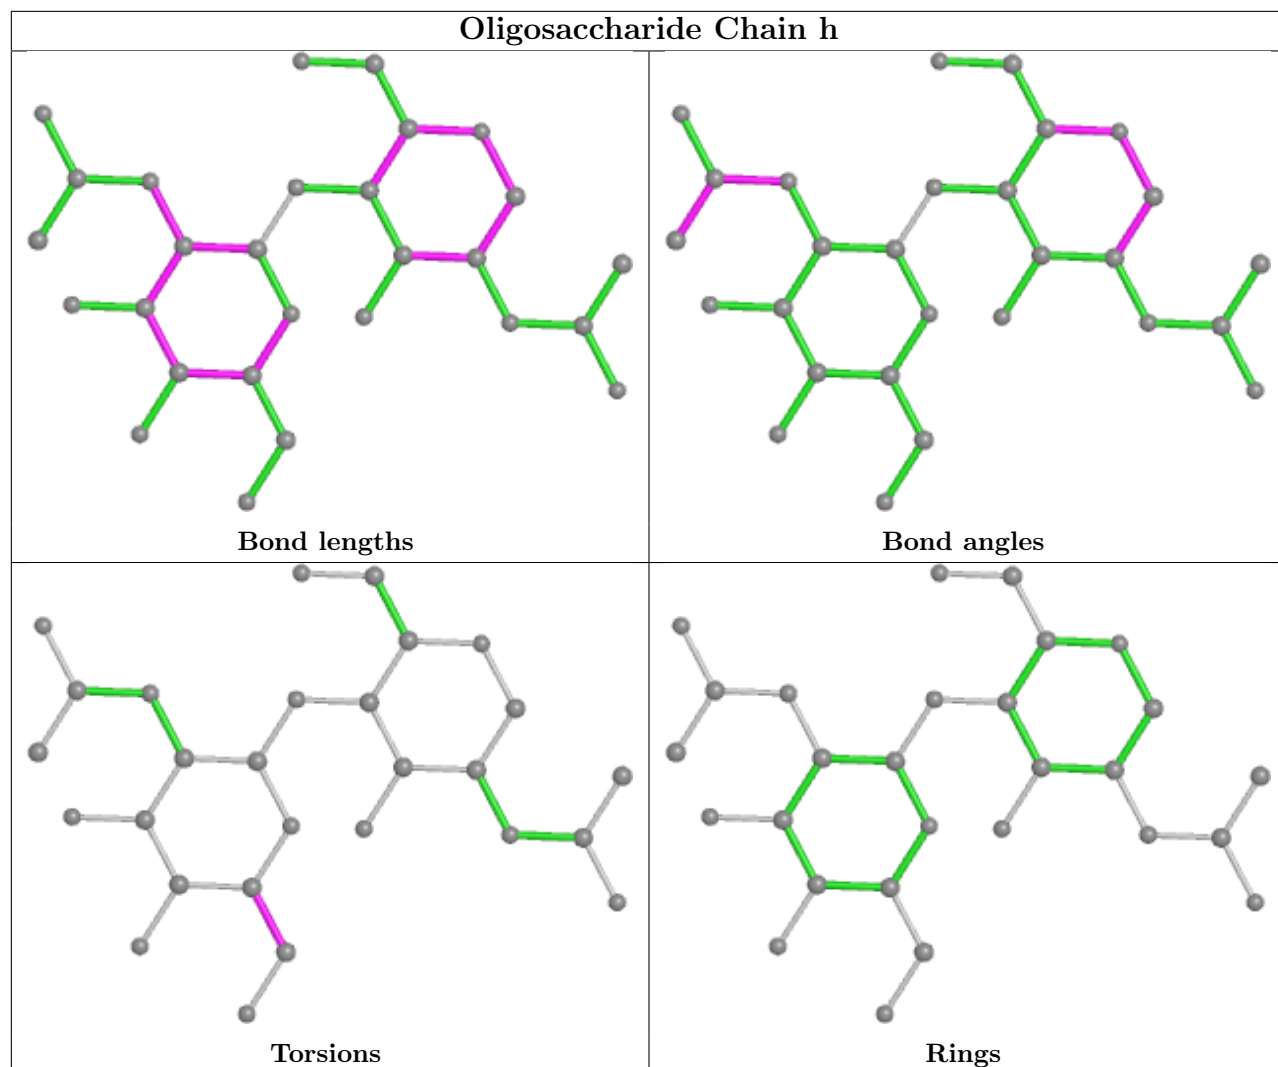 Oligosaccharide Chain h
Bond lengths
Bond angles
Torsions
Rings